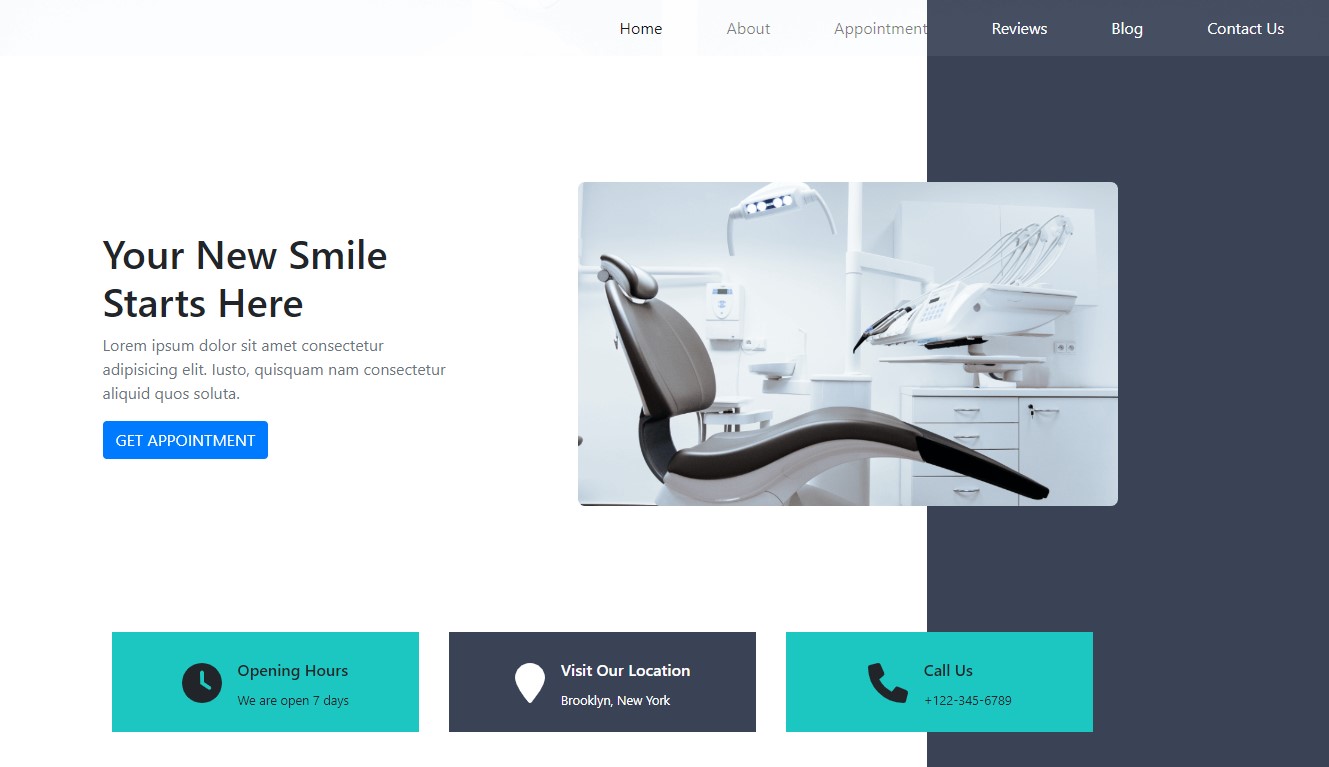 Home About Appointment Reviews Blog Contact Us
Your New Smile
Starts Here
Lorem ipsum dolor sit amet consectetur
adipisicing elit. Iusto, quisquam nam consectetur
aliquid quos soluta.
GET APPOINTMENT
Opening Hours
We are open 7 days
Visit Our Location
Brooklyn, New York
Call Us
+122-345-6789